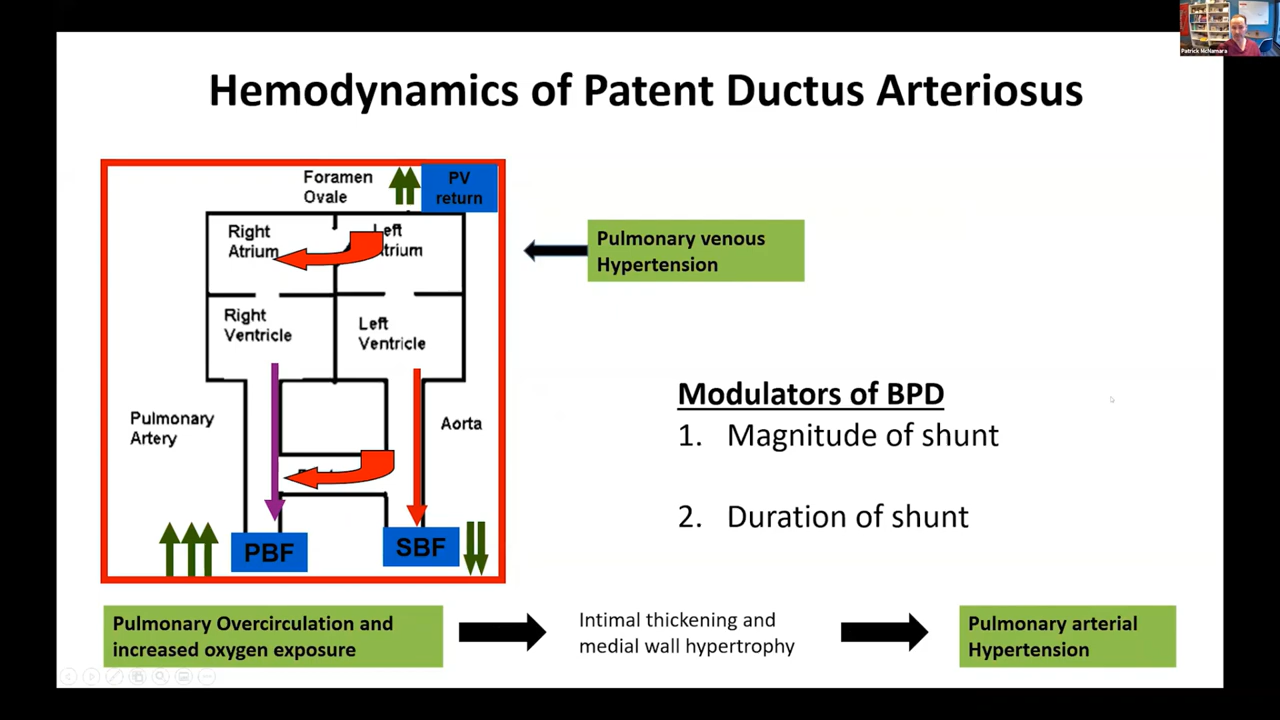 Patrick McNamara
Hemodynamics of Patent Ductus Arteriosus
Foramen
Ovale
PV
return
Right
Atrium
Left
trium
Right
Ventricle
Left
Ventricle
Pulmonary
Artery
Aorta
PBF
SBF
Pulmonary venous
Hypertension
Modulators of BPD
1. Magnitude of shunt
2. Duration of shunt
Pulmonary Overcirculation and
increased oxygen exposure
Intimal thickening and
medial wall hypertrophy
Pulmonary arterial
Hypertension